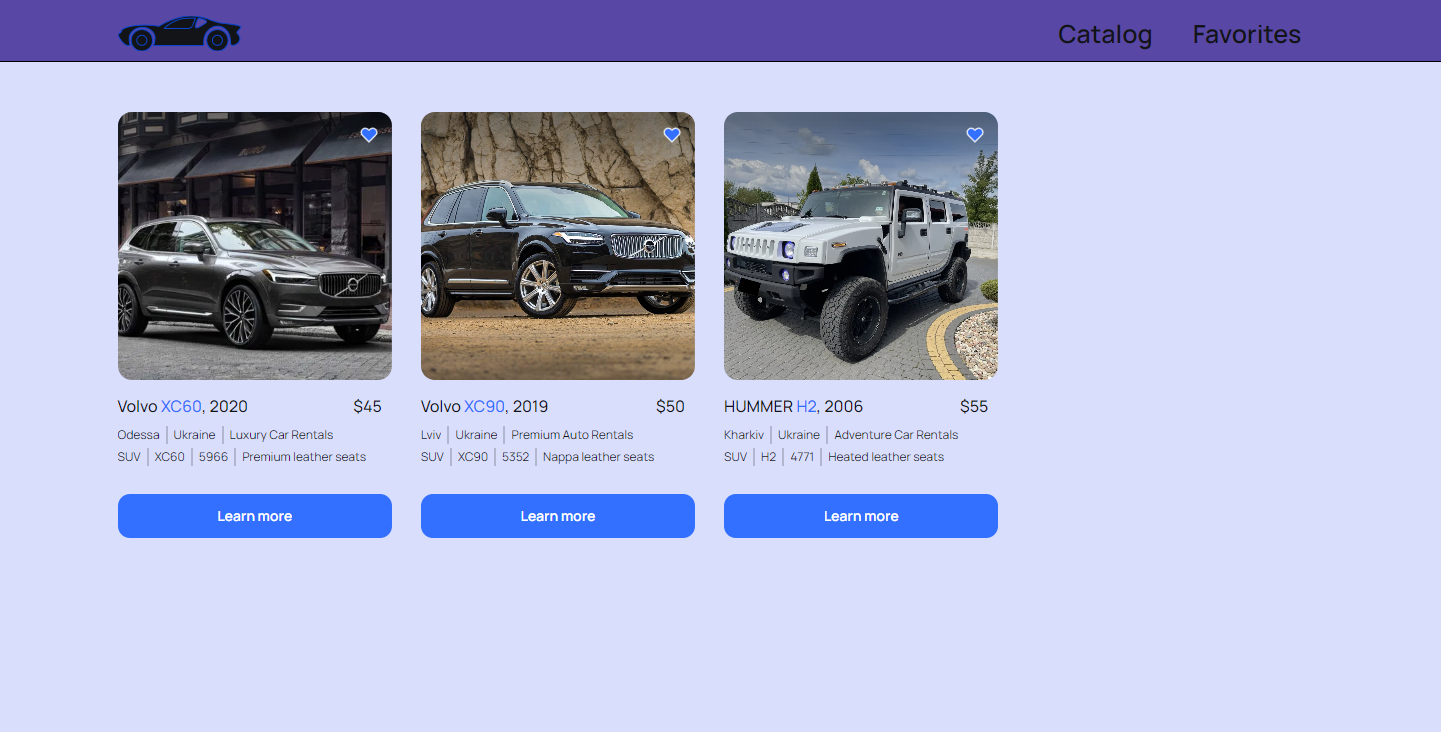 Catalog Favorites
Volvo XC60, 2020 $45
Odessa Ukraine Luxury Car Rentals
SUV XC60 5966 Premium leather seats
Learn more
Volvo XC90, 2019 $50
Lviv Ukraine Premium Auto Rentals
SUV XC90 5352 Nappa leather seats
Learn more
HUMMER H2, 2006 $55
Kharkiv Ukraine Adventure Car Rentals
SUV H2 4771 Heated leather seats
Learn more